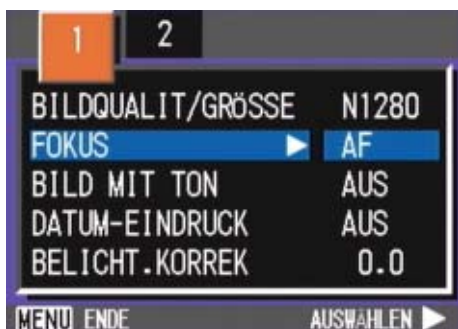 1 2
BILDQUALIT/GRÖSSE N1280
FOKUS AF
BILD MIT TON AUS
DATUM-EINDRUCK AUS
BELICHT.KORREK 0.0
MENU ENDE AUSWÄHLEN